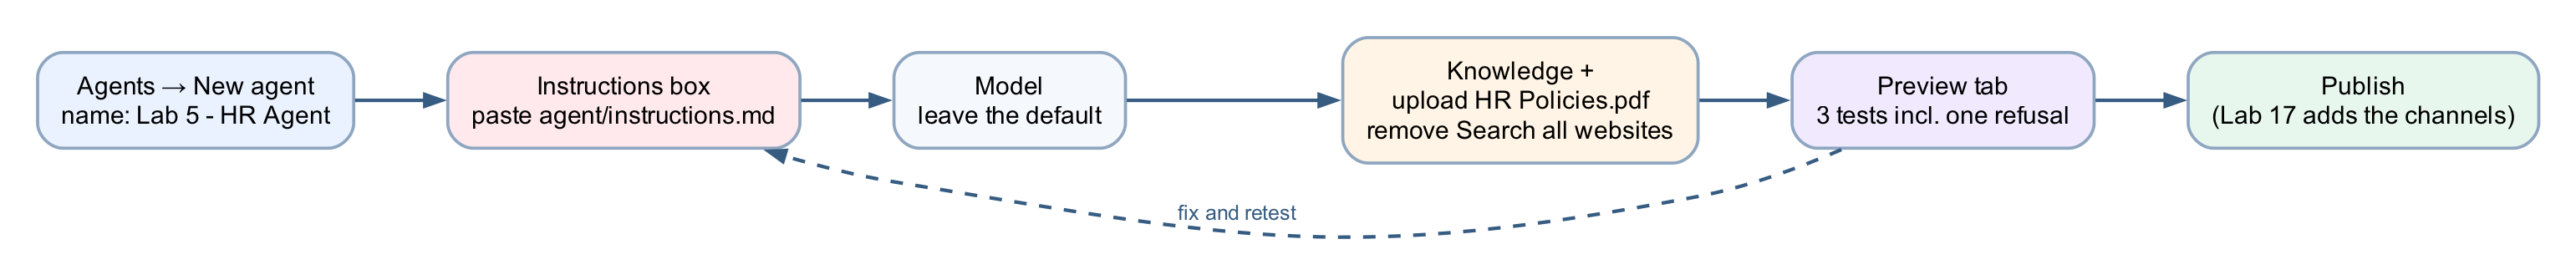 Agents → New agent
name: Lab 5 - HR Agent
Instructions box
paste agent/instructions.md
Model
leave the default
Knowledge +
upload HR Policies.pdf
remove Search all websites
Preview tab
3 tests incl. one refusal
Publish
(Lab 17 adds the channels)
fix and retest